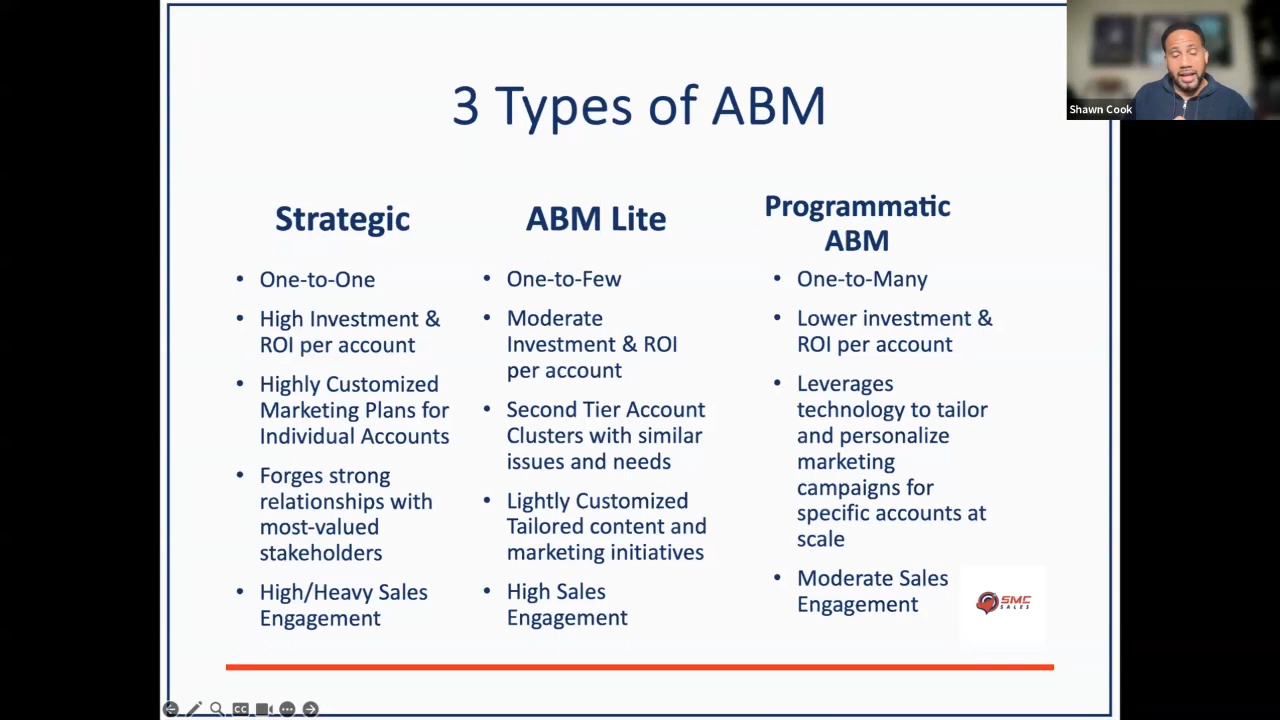 3 Types of ABM
Shawn Cook
Strategic
• One-to-One
• High Investment &
ROI per account
• Highly Customized
Marketing Plans for
Individual Accounts
• Forges strong
relationships with
most-valued
stakeholders
• High/Heavy Sales
Engagement
ABM Lite
• One-to-Few
• Moderate
Investment & ROI
per account
• Second Tier Account
Clusters with similar
issues and needs
• Lightly Customized
Tailored content and
marketing initiatives
• High Sales
Engagement
Programmatic
ABM
• One-to-Many
• Lower investment &
ROI per account
• Leverages
technology to tailor
and personalize
marketing
campaigns for
specific accounts at
scale
• Moderate Sales
Engagement
SMC
SALES
CC